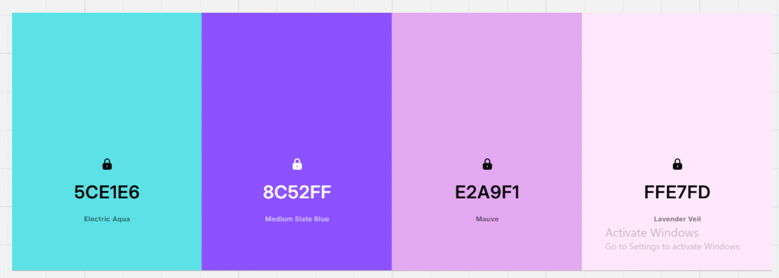 5CE1E6
Electric Aqua
8C52FF
Medium Slate Blue
E2A9F1
Mauve
FFE7FD
Lavender Veil
Activate Windows
Go to Settings to activate Windows.